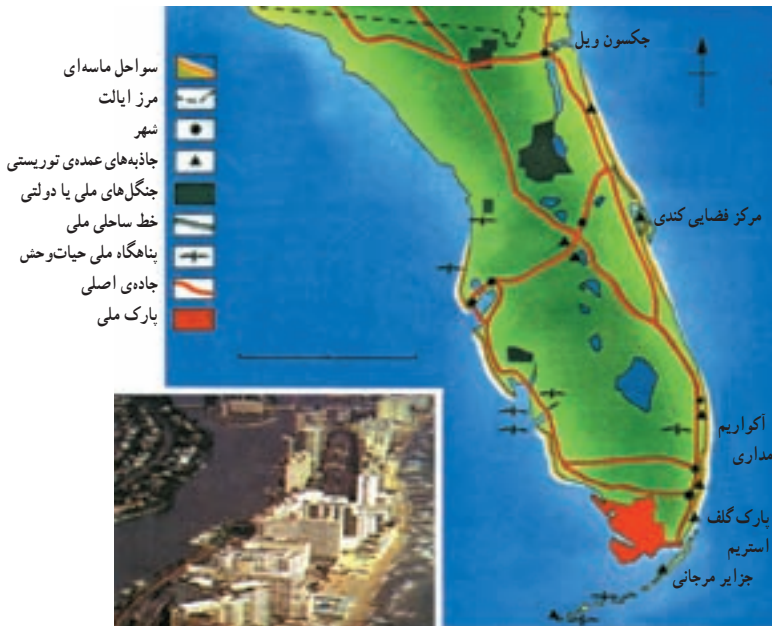 جکسون ویل
سواحل ماسه‌ای
مرز ایالت
شهر
جاذبه‌های عمده‌ی توریستی
جنگل‌های ملی یا دولتی
خط ساحلی ملی
پناهگاه ملی حیات‌وحش
جاده‌ی اصلی
پارک ملی
مرکز فضایی کندی
آکواریم
مداری
پارک گلف
استریم
جزایر مرجانی